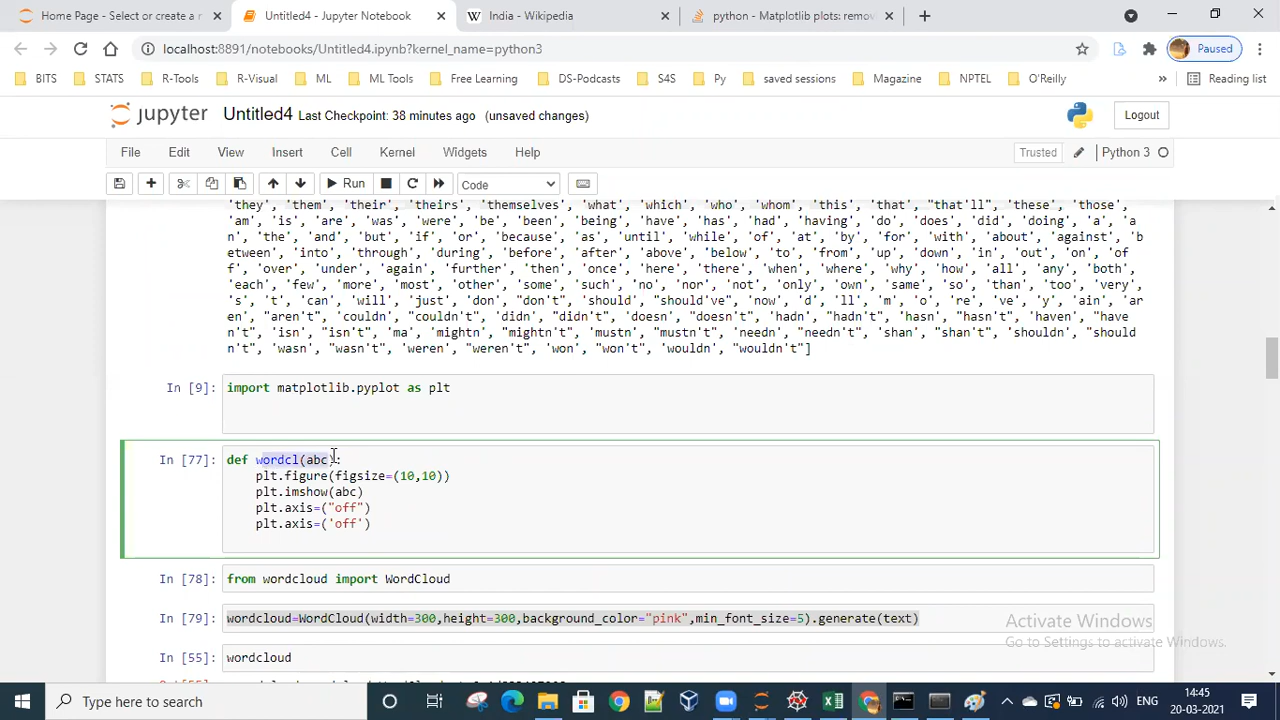 Home Page - Select or create a n
Untitled4 - Jupyter Notebook
India - Wikipedia
python - Matplotlib plots: remov
localhost:8891/notebooks/Untitled4.ipynb?kernel_name=python3
Paused
BITS
STATS
R-Tools
R-Visual
ML
ML Tools
Free Learning
DS-Podcasts
S4S
Py
saved sessions
Magazine
NPTEL
O'Reilly
»
Reading list
jupyter
Untitled4
Last Checkpoint: 38 minutes ago
(unsaved changes)
Logout
File
Edit
View
Insert
Cell
Kernel
Widgets
Help
Trusted
Python 3
Run
Code
'they', 'them', 'their', 'theirs', 'themselves', 'what', 'which', 'who', 'whom', 'this', 'that', "that'll", 'these', 'those',
'am', 'is', 'are', 'was', 'were', 'be', 'been', 'being', 'have', 'has', 'had', 'having', 'do', 'does', 'did', 'doing', 'a', 'a
n', 'the', 'and', 'but', 'if', 'or', 'because', 'as', 'until', 'while', 'of', 'at', 'by', 'for', 'with', 'about', 'against', 'b
etween', 'into', 'through', 'during', 'before', 'after', 'above', 'below', 'to', 'from', 'up', 'down', 'in', 'out', 'on', 'of
f', 'over', 'under', 'again', 'further', 'then', 'once', 'here', 'there', 'when', 'where', 'why', 'how', 'all', 'any', 'both',
'each', 'few', 'more', 'most', 'other', 'some', 'such', 'no', 'nor', 'not', 'only', 'own', 'same', 'so', 'than', 'too', 'very',
's', 't', 'can', 'will', 'just', 'don', "don't", 'should', "should've", 'now', 'd', 'll', 'm', 'o', 're', 've', 'y', 'ain', 'ar
en', "aren't", 'couldn', "couldn't", 'didn', "didn't", 'doesn', "doesn't", 'hadn', "hadn't", 'hasn', "hasn't", 'haven', "have
n't", 'isn', "isn't", 'ma', 'mightn', "mightn't", 'mustn', "mustn't", 'needn', "needn't", 'shan', "shan't", 'shouldn', "should
n't", 'wasn', "wasn't", 'weren', "weren't", 'won', "won't", 'wouldn', "wouldn't"]
In [9]:
import matplotlib.pyplot as plt
In [77]:
def wordcl(abc):
plt.figure(figsize=(10,10))
plt.imshow(abc)
plt.axis=("off")
plt.axis=('off')
In [78]:
from wordcloud import WordCloud
In [79]:
wordcloud=WordCloud(width=300,height=300,background_color="pink",min_font_size=5).generate(text)
In [55]:
wordcloud
Activate Windows
Go to Settings to activate Windows.
Type here to search
ENG
14:45
20-03-2021